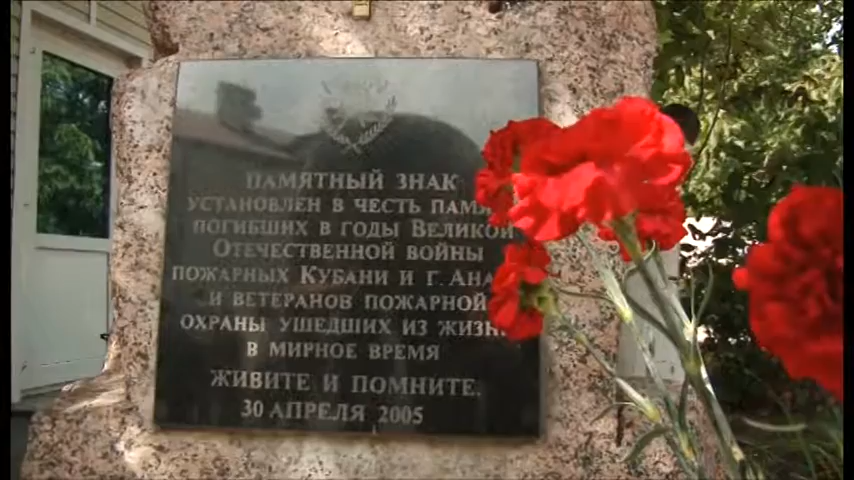 ПАМЯТНЫЙ ЗНАК
УСТАНОВЛЕН В ЧЕСТЬ
ПОГИБШИХ В ГОДЫ ВЕЛИКОЙ
ОТЕЧЕСТВЕННОЙ ВОЙНЫ
ПОЖАРНЫХ КУБАНИ И Г.
И ВЕТЕРАНОВ ПОЖАРНОЙ
ОХРАНЫ УШЕДШИХ ИЗ ЖИЗНИ
В МИРНОЕ ВРЕМЯ
ЖИВИТЕ И ПОМНИТЕ.
30 АПРЕЛЯ 2005